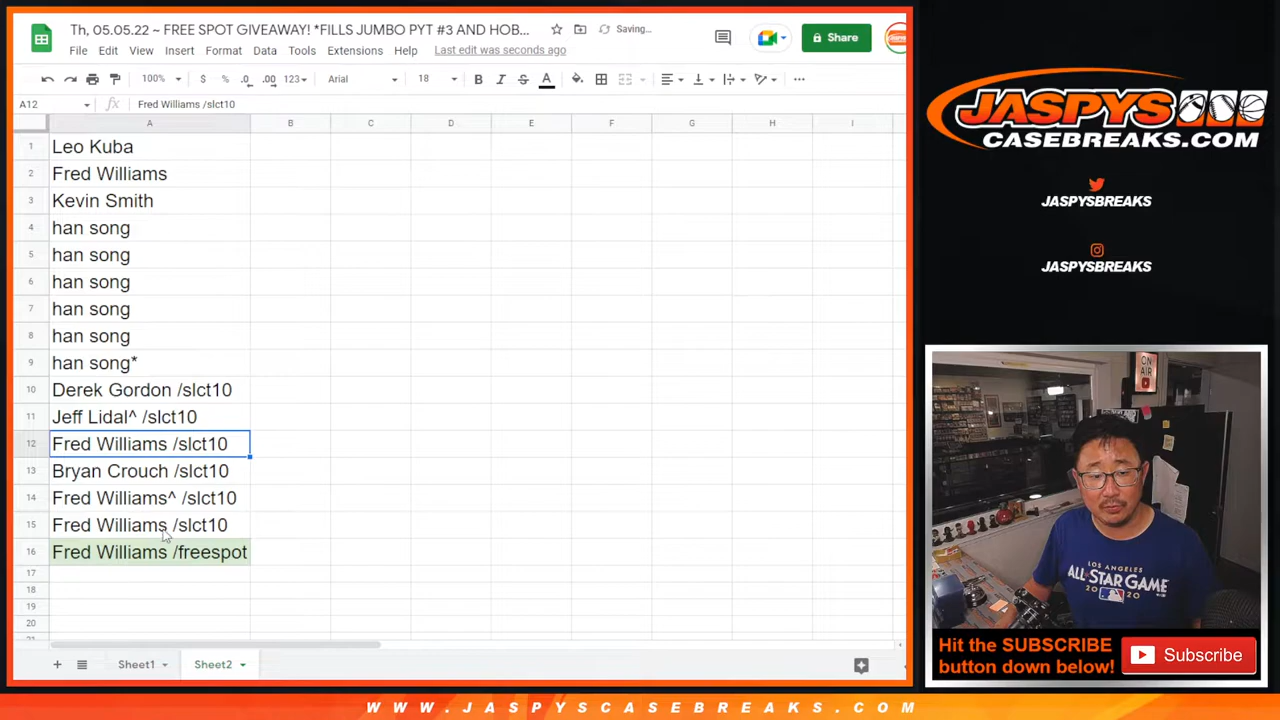 Th, 05.05.22 ~ FREE SPOT GIVEAWAY! *FILLS JUMBO PYT #3 AND HOB...
Saving...
Share
File Edit View Insert Format Data Tools Extensions Help Last edit was seconds ago
100% $ % .0 .00 123 Arial 18 B I S A
A12 fx Fred Williams /slct10
A B C D E F G H I
1 Leo Kuba
2 Fred Williams
3 Kevin Smith
4 han song
5 han song
6 han song
7 han song
8 han song
9 han song*
10 Derek Gordon /slct10
11 Jeff Lidal^ /slct10
12 Fred Williams /slct10
13 Bryan Crouch /slct10
14 Fred Williams^ /slct10
15 Fred Williams /slct10
16 Fred Williams /freespot
17
18
19
20
21
Sheet1 Sheet2
JASPYS
CASEBREAKS.COM
JASPYSBREAKS
JASPYSBREAKS
ON AIR
LOS ANGELES
ALL STAR GAME
2020
Hit the SUBSCRIBE
button down below!
Subscribe
WWW.JASPYSCASEBREAKS.COM